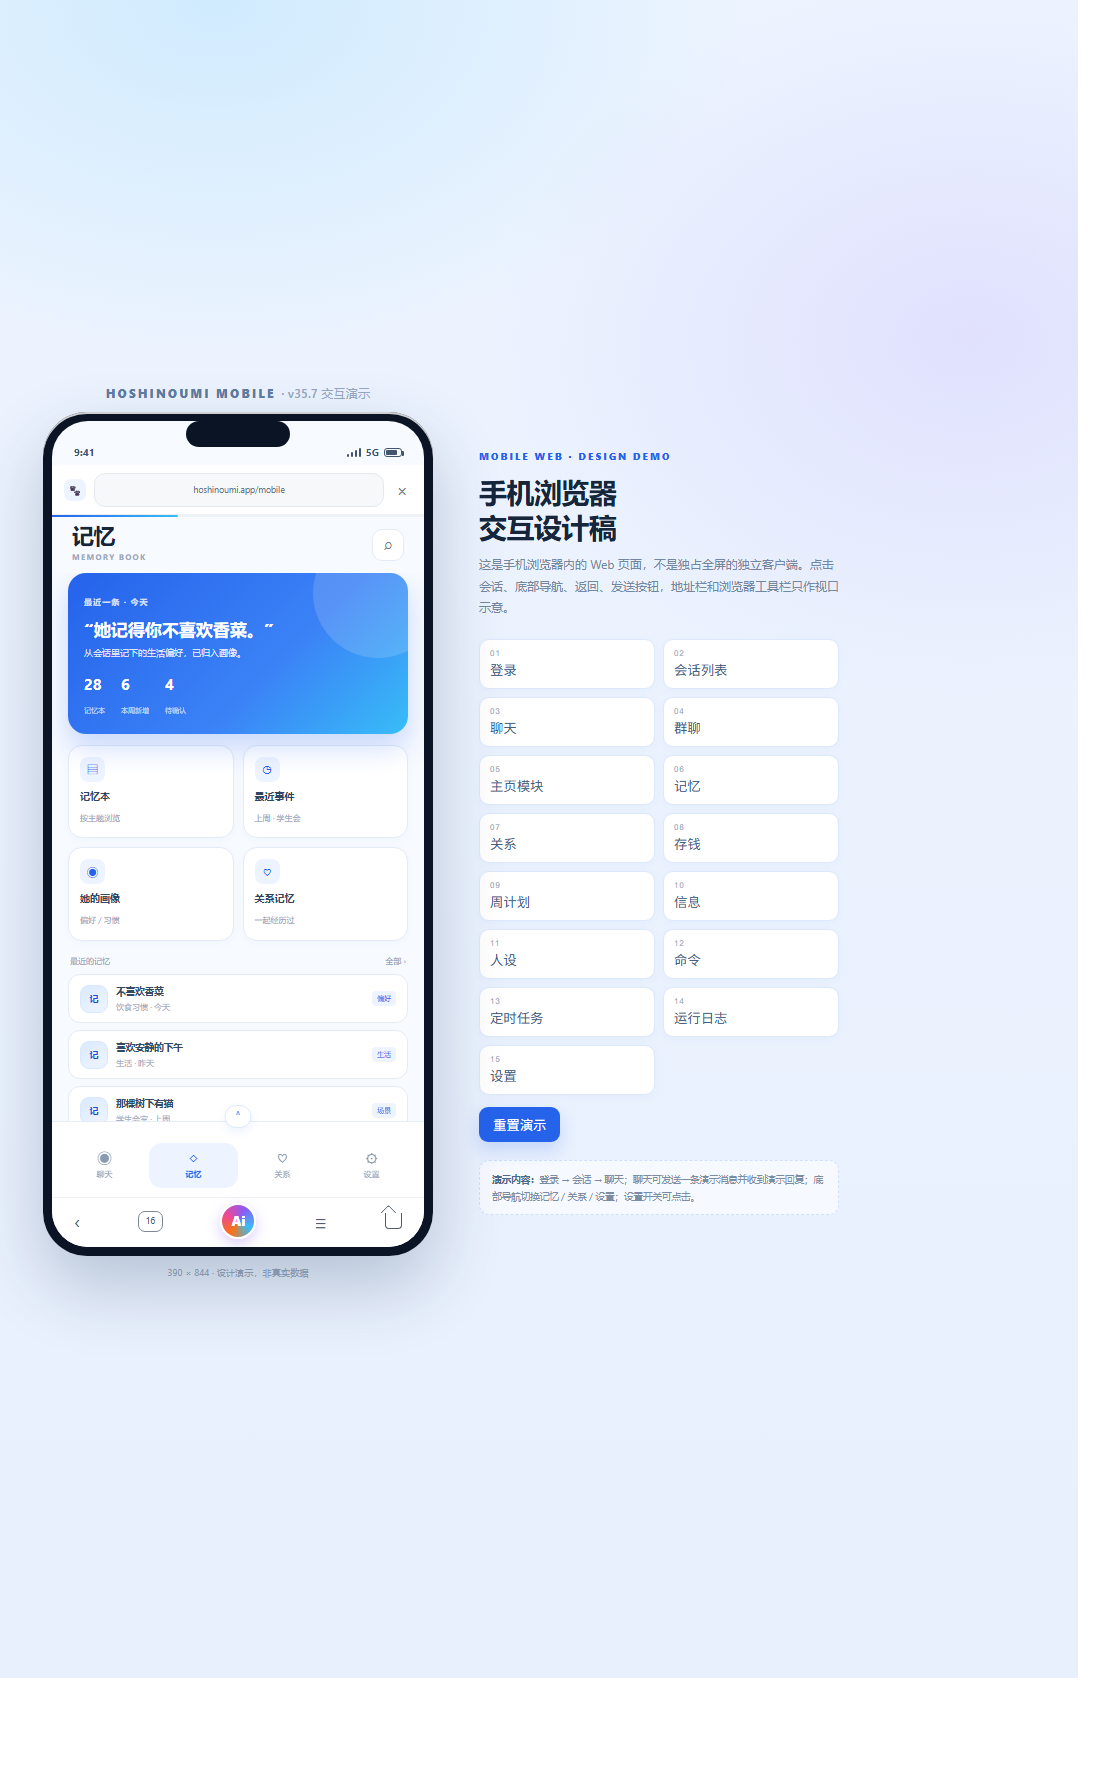 HOSHINOUMI MOBILE · v35.7 交互演示
9:41
5G
hoshinoumi.app/mobile
×
记忆
MEMORY BOOK
最近一条 · 今天
“她记得你不喜欢香菜。”
从会话里记下的生活偏好，已归入画像。
28 6 4
记忆本 本周新增 待确认
记忆本
按主题浏览
最近事件
上周 · 学生会
她的画像
偏好 / 习惯
关系记忆
一起经历过
最近的记忆 全部 ›
记
不喜欢香菜
饮食习惯 · 今天
偏好
记
喜欢安静的下午
生活 · 昨天
生活
记
那棵树下有猫
学生会室 · 上周
场景
聊天 记忆 关系 设置
16
Ai
390 × 844 · 设计演示，非真实数据
MOBILE WEB · DESIGN DEMO
手机浏览器
交互设计稿
这是手机浏览器内的 Web 页面，不是独占全屏的独立客户端。点击
会话、底部导航、返回、发送按钮，地址栏和浏览器工具栏只作视口
示意。
01
登录
02
会话列表
03
聊天
04
群聊
05
主页模块
06
记忆
07
关系
08
存钱
09
周计划
10
信息
11
人设
12
命令
13
定时任务
14
运行日志
15
设置
重置演示
演示内容：登录 → 会话 → 聊天；聊天可发送一条演示消息并收到演示回复；底
部导航切换记忆 / 关系 / 设置；设置开关可点击。